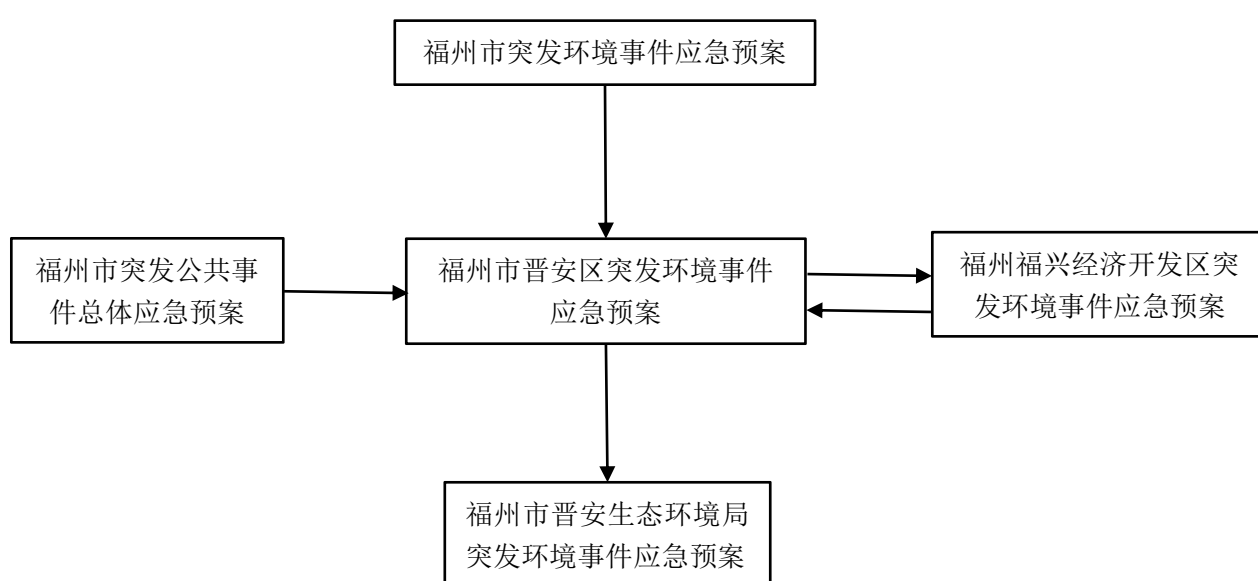 福州市突发环境事件应急预案
福州市突发公共事
件总体应急预案
福州市晋安区突发环境事件
应急预案
福州福兴经济开发区突
发环境事件应急预案
福州市晋安生态环境局
突发环境事件应急预案